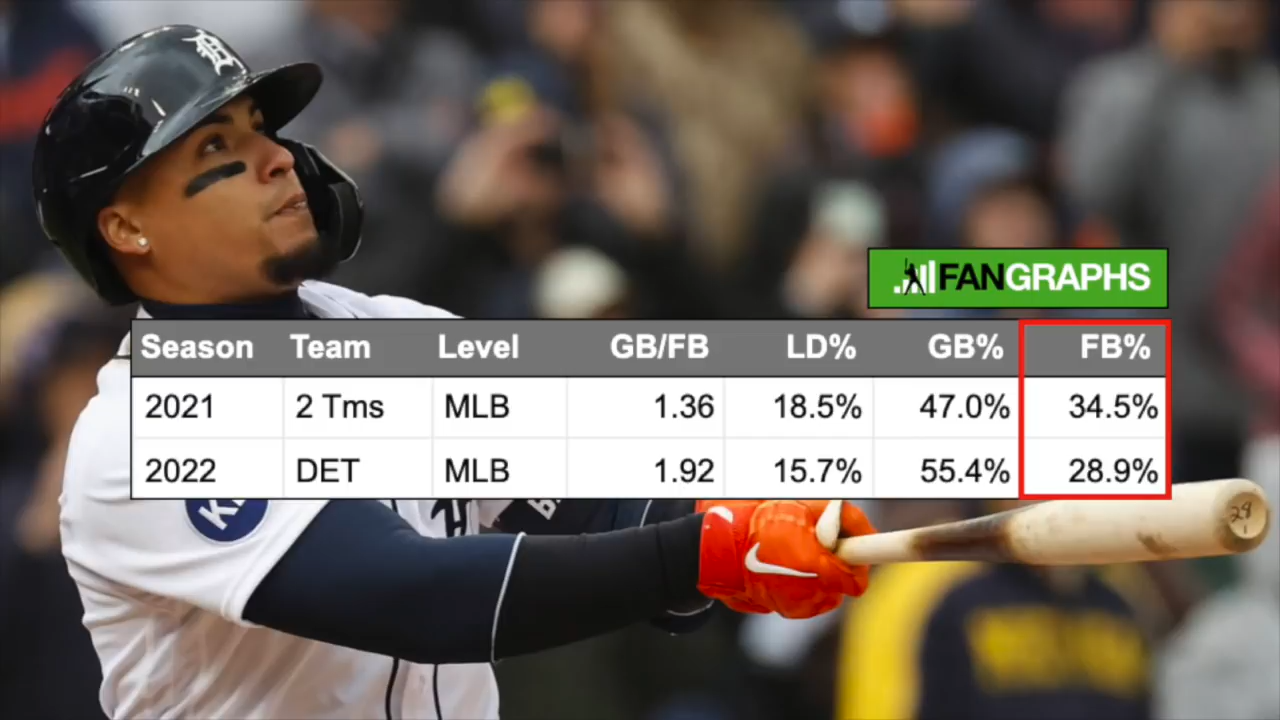 D
FANGRAPHS
Season Team Level GB/FB LD% GB% FB%
2021 2 Tms MLB 1.36 18.5% 47.0% 34.5%
2022 DET MLB 1.92 15.7% 55.4% 28.9%